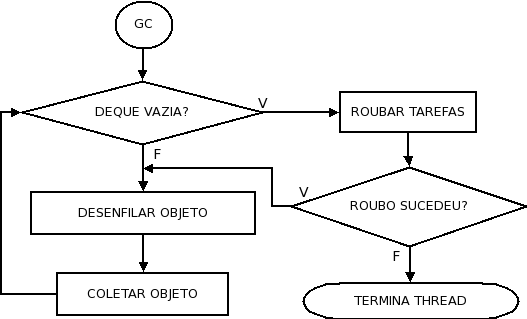 GC
DEQUE VAZIA?
V
ROUBAR TAREFAS
F
DESENFILAR OBJETO
V
ROUBO SUCEDEU?
F
COLETAR OBJETO
TERMINA THREAD